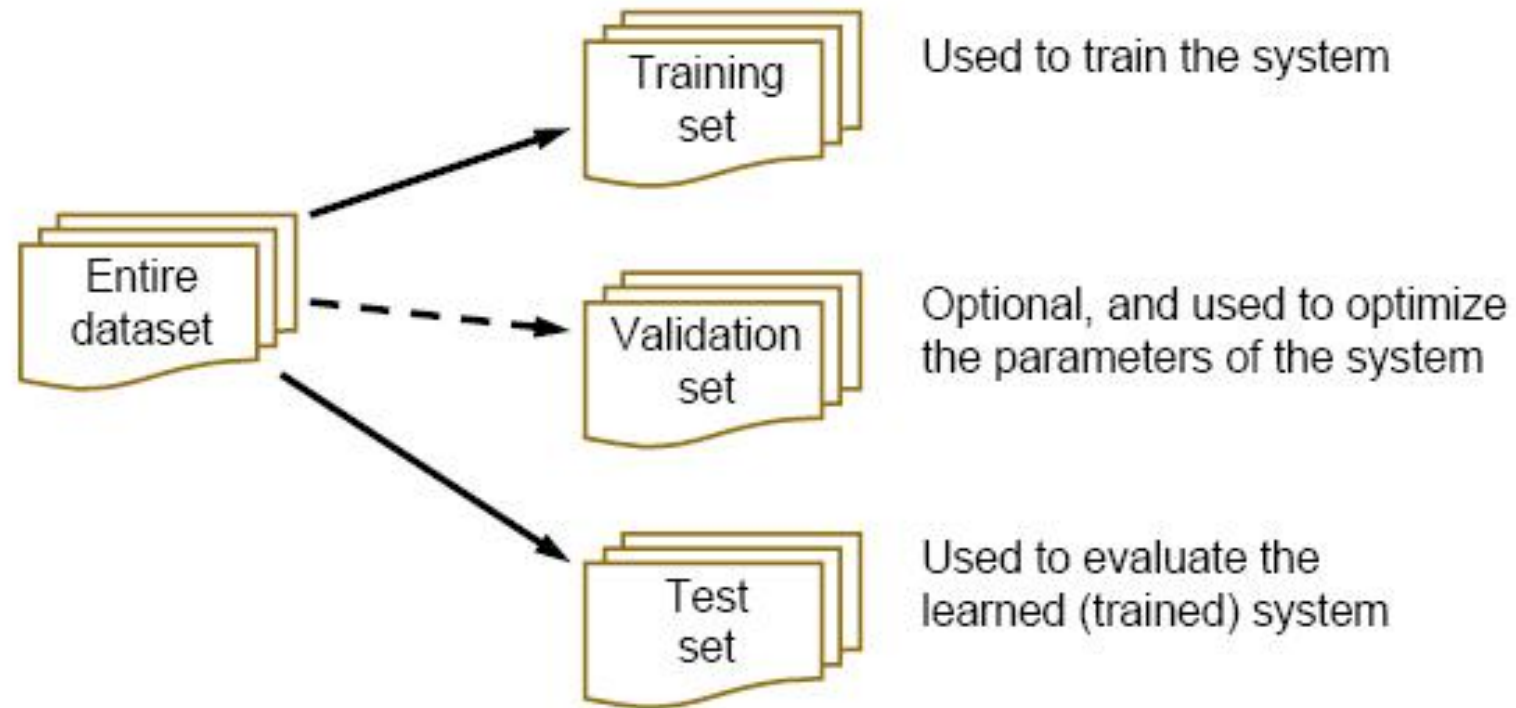 Training
set
Used to train the system
Entire
dataset
Validation
set
Optional, and used to optimize
the parameters of the system
Test
set
Used to evaluate the
learned (trained) system